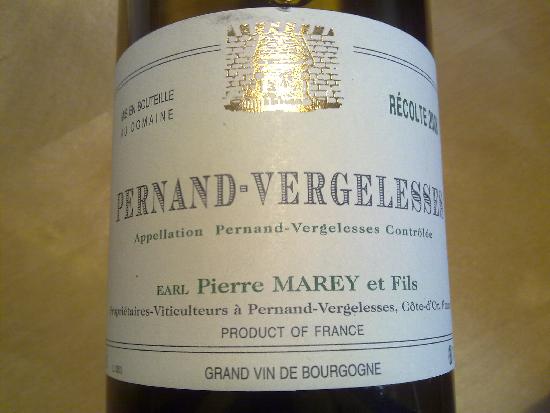 MIS EN BOUTEILLE
AU DOMAINE
RÉCOLTE
PERNAND-VERGELESSES
Appellation Pernand-Vergelesses Contrôlée
EARL Pierre MAREY et Fils
Propriétaires-Viticulteurs à Pernand-Vergelesses, Côte-d'Or,
PRODUCT OF FRANCE
GRAND VIN DE BOURGOGNE